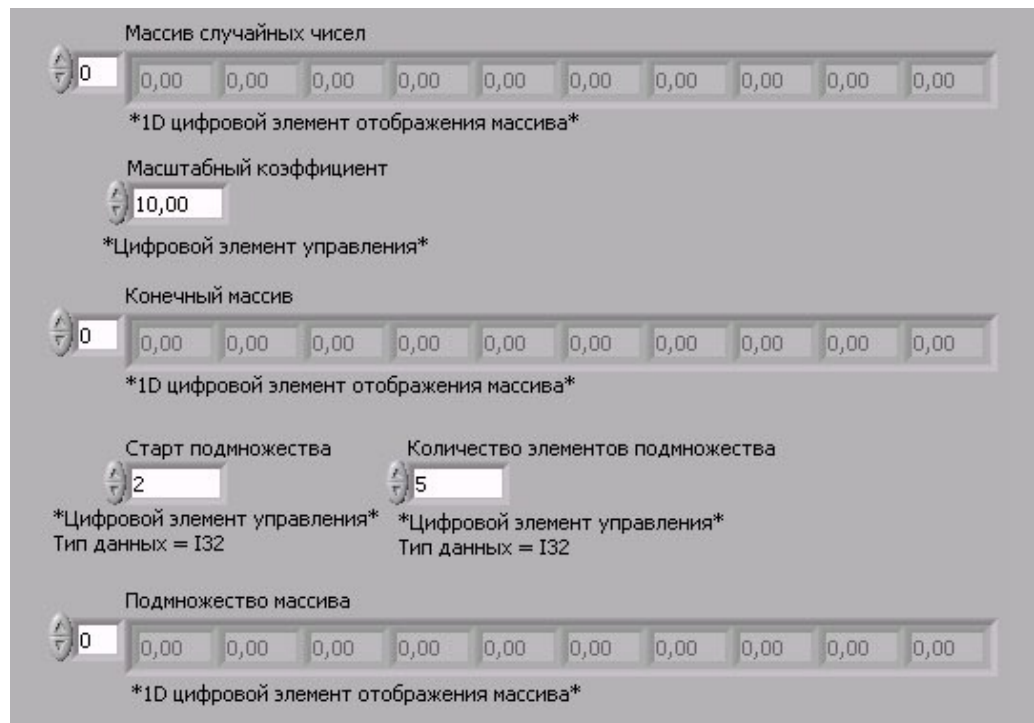 Массив случайных чисел
0 0,00 0,00 0,00 0,00 0,00 0,00 0,00 0,00 0,00 0,00
*1D цифровой элемент отображения массива*
Масштабный коэффициент
10,00
*Цифровой элемент управления*
Конечный массив
0 0,00 0,00 0,00 0,00 0,00 0,00 0,00 0,00 0,00 0,00
*1D цифровой элемент отображения массива*
Старт подмножества Количество элементов подмножества
2 5
*Цифровой элемент управления* *Цифровой элемент управления*
Тип данных = I32 Тип данных = I32
Подмножество массива
0 0,00 0,00 0,00 0,00 0,00 0,00 0,00 0,00 0,00 0,00
*1D цифровой элемент отображения массива*